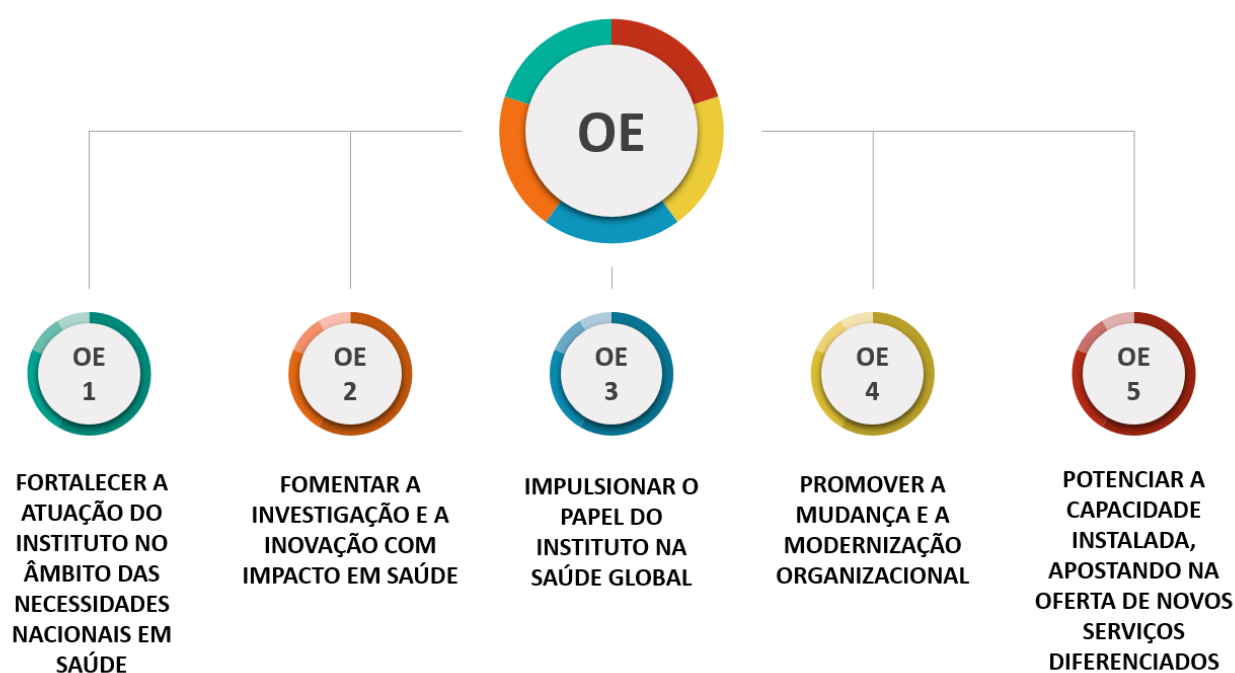 OE
OE
1
FORTALECER A
ATUAÇÃO DO
INSTITUTO NO
ÂMBITO DAS
NECESSIDADES
NACIONAIS EM
SAÚDE
OE
2
FOMENTAR A
INVESTIGAÇÃO E A
INOVAÇÃO COM
IMPACTO EM SAÚDE
OE
3
IMPULSIONAR O
PAPEL DO
INSTITUTO NA
SAÚDE GLOBAL
OE
4
PROMOVER A
MUDANÇA E A
MODERNIZAÇÃO
ORGANIZACIONAL
OE
5
POTENCIAR A
CAPACIDADE
INSTALADA,
APOSTANDO NA
OFERTA DE NOVOS
SERVIÇOS
DIFERENCIADOS